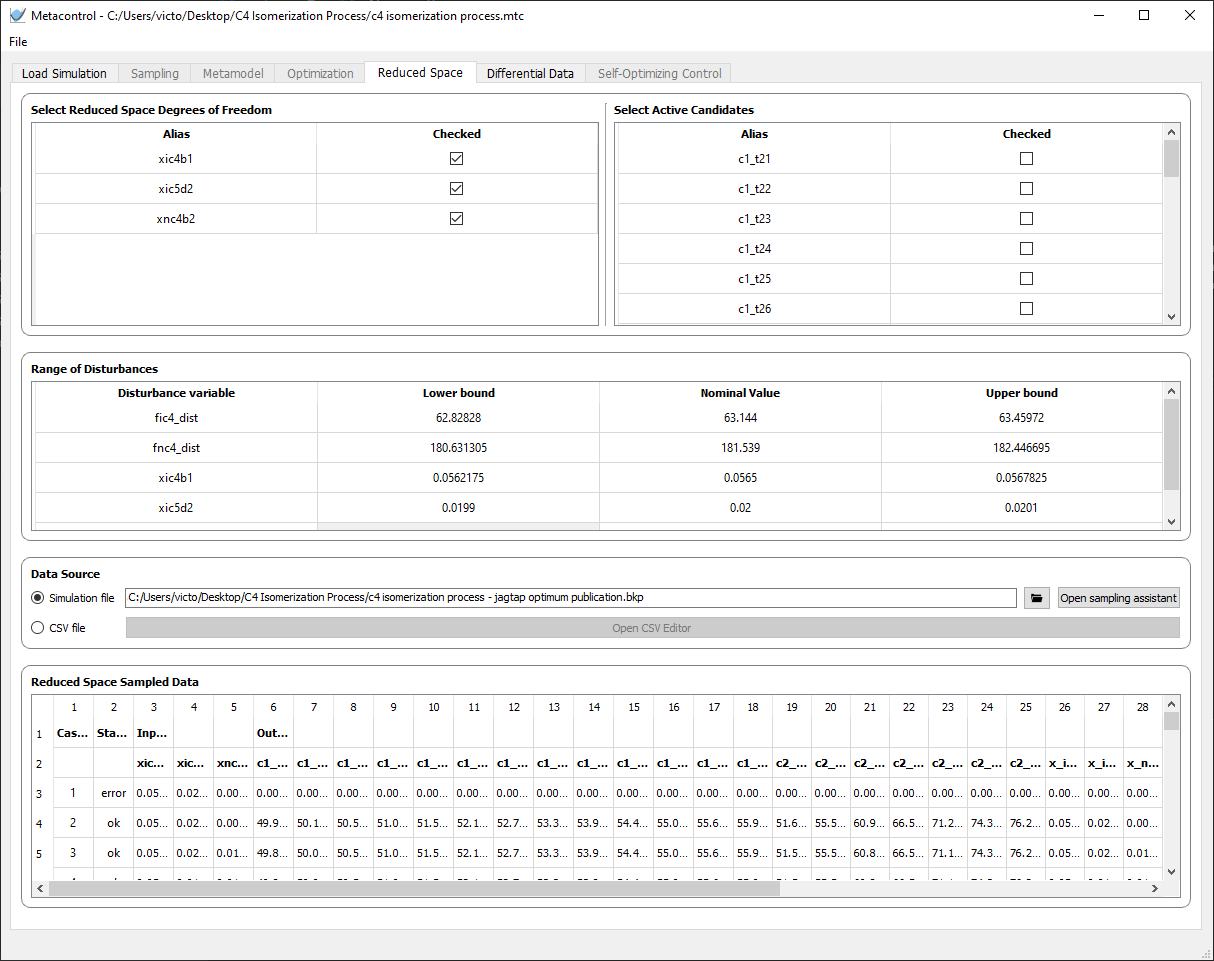 Metacontrol - C:/Users/victo/Desktop/C4 Isomerization Process/c4 isomerization process.mtc
File
Load Simulation Sampling Metamodel Optimization Reduced Space Differential Data Self-Optimizing Control
Select Reduced Space Degrees of Freedom
Alias Checked
xic4b1
xic5d2
xnc4b2
Select Active Candidates
Alias Checked
c1_t21
c1_t22
c1_t23
c1_t24
c1_t25
c1_t26
Range of Disturbances
Disturbance variable Lower bound Nominal Value Upper bound
fic4_dist 62.82828 63.144 63.45972
fnc4_dist 180.631305 181.539 182.446695
xic4b1 0.0562175 0.0565 0.0567825
xic5d2 0.0199 0.02 0.0201
Data Source
Simulation file C:/Users/victo/Desktop/C4 Isomerization Process/c4 isomerization process - jagtap optimum publication.bkp Open sampling assistant
CSV file Open CSV Editor
Reduced Space Sampled Data
1 2 3 4 5 6 7 8 9 10 11 12 13 14 15 16 17 18 19 20 21 22 23 24 25 26 27 28
1 Cas... Sta... Inp... Out...
2 xic... xic... xnc... c1_... c1_... c1_... c1_... c1_... c1_... c1_... c1_... c1_... c1_... c1_... c1_... c1_... c2_... c2_... c2_... c2_... c2_... c2_... c2_... x_i... x_i... x_n...
3 1 error 0.05... 0.02... 0.00... 0.00... 0.00... 0.00... 0.00... 0.00... 0.00... 0.00... 0.00... 0.00... 0.00... 0.00... 0.00... 0.00... 0.00... 0.00... 0.00... 0.00... 0.00... 0.00... 0.00... 0.05... 0.02... 0.00...
4 2 ok 0.05... 0.02... 0.00... 49.9... 50.1... 50.5... 51.0... 51.5... 52.1... 52.7... 53.3... 53.9... 54.4... 55.0... 55.6... 55.9... 51.6... 55.5... 60.9... 66.5... 71.2... 74.3... 76.2... 0.05... 0.02... 0.00...
5 3 ok 0.05... 0.02... 0.01... 49.8... 50.0... 50.5... 51.0... 51.5... 52.1... 52.7... 53.3... 53.9... 54.4... 55.0... 55.6... 55.9... 51.5... 55.5... 60.8... 66.5... 71.1... 74.3... 76.2... 0.05... 0.02... 0.01...